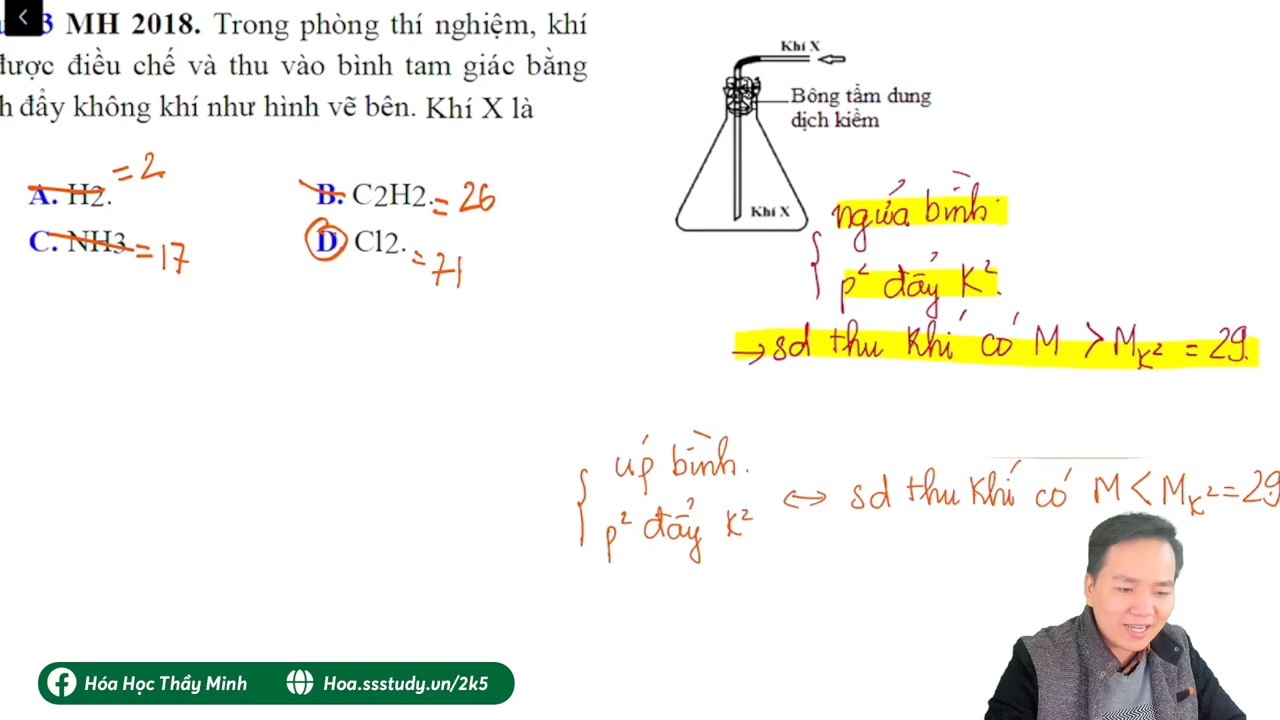 3 MH 2018. Trong phòng thí nghiệm, khí
được điều chế và thu vào bình tam giác bằng
h đẩy không khí như hình vẽ bên. Khí X là
A. H2. = 2
B. C2H2. = 26
C. NH3 = 17
D. Cl2. = 71
Khí X
Bông tẩm dung
dịch kiềm
Khí X
ngửa bình.
p² đẩy K².
→ sd thu khí có M > MK² = 29.
úp bình.
p² đẩy K²
↔ sd thu khí có M < MK² = 29
Hóa Học Thầy Minh
Hoa.ssstudy.vn/2k5